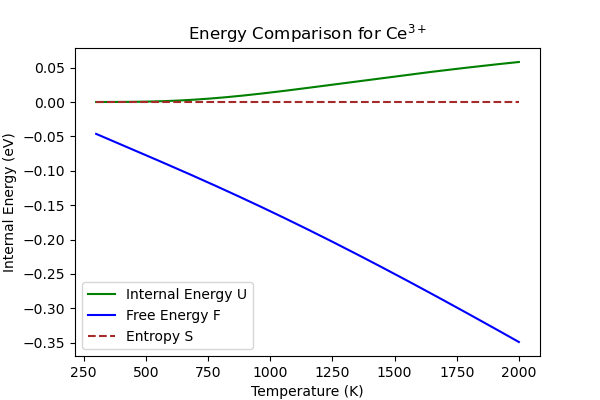 Energy Comparison for Ce³⁺
Internal Energy (eV)
0.05
0.00
−0.05
−0.10
−0.15
−0.20
−0.25
−0.30
−0.35
Internal Energy U
Free Energy F
Entropy S
250 500 750 1000 1250 1500 1750 2000
Temperature (K)